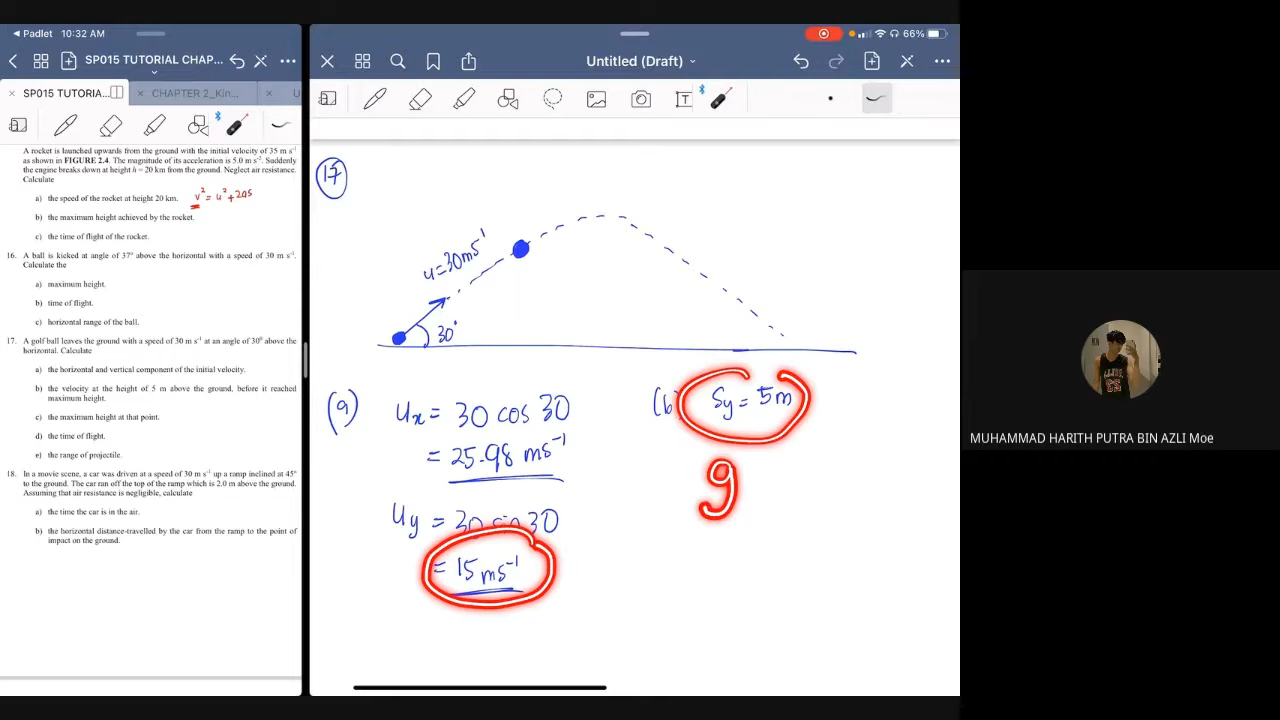 Padlet 10:32 AM
66%
SP015 TUTORIAL CHAP...
Untitled (Draft)
SP015 TUTORIA...
CHAPTER 2_Kin...
A rocket is launched upwards from the ground with the initial velocity of 35 m s⁻¹
as shown in FIGURE 2.4. The magnitude of its acceleration is 5.0 m s⁻². Suddenly
the engine breaks down at height h = 20 km from the ground. Neglect air resistance.
Calculate
a) the speed of the rocket at height 20 km. v² = u² + 2as
b) the maximum height achieved by the rocket.
c) the time of flight of the rocket.
16. A ball is kicked at angle of 37° above the horizontal with a speed of 30 m s⁻¹.
Calculate the
a) maximum height.
b) time of flight.
c) horizontal range of the ball.
17. A golf ball leaves the ground with a speed of 30 m s⁻¹ at an angle of 30⁰ above the
horizontal. Calculate
a) the horizontal and vertical component of the initial velocity.
b) the velocity at the height of 5 m above the ground, before it reached
maximum height.
c) the maximum height at that point.
d) the time of flight.
e) the range of projectile.
18. In a movie scene, a car was driven at a speed of 30 m s⁻¹ up a ramp inclined at 45°
to the ground. The car ran off the top of the ramp which is 2.0 m above the ground.
Assuming that air resistance is negligible, calculate
a) the time the car is in the air.
b) the horizontal distance-travelled by the car from the ramp to the point of
impact on the ground.
17
u=30ms⁻¹
30°
(a) ux = 30 cos 30
= 25.98 ms⁻¹
uy = 30 sin 30
= 15 ms⁻¹
(b) Sy = 5m
g
MUHAMMAD HARITH PUTRA BIN AZLI Moe